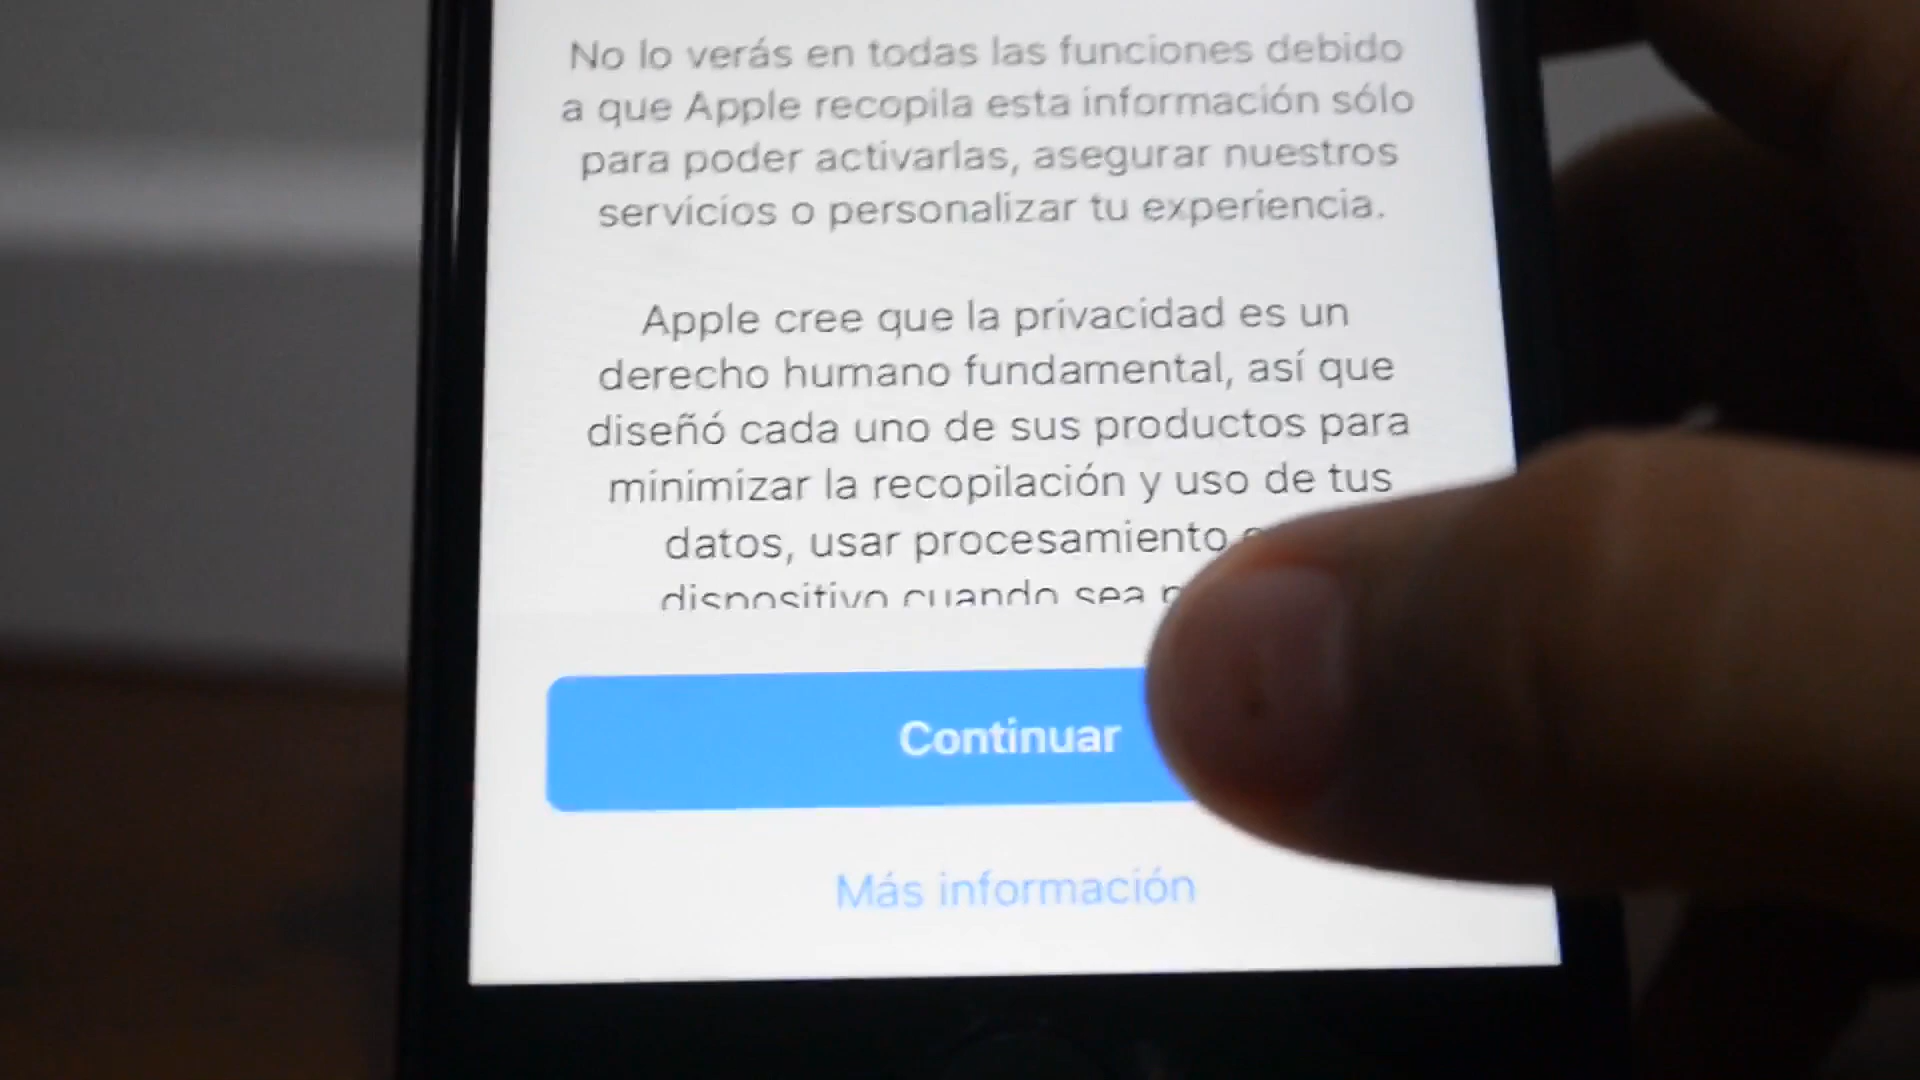 No lo verás en todas las funciones debido
a que Apple recopila esta información sólo
para poder activarlas, asegurar nuestros
servicios o personalizar tu experiencia.
Apple cree que la privacidad es un
derecho humano fundamental, así que
diseñó cada uno de sus productos para
minimizar la recopilación y uso de tus
datos, usar procesamiento
dispositivo cuando sea
Continuar
Más información